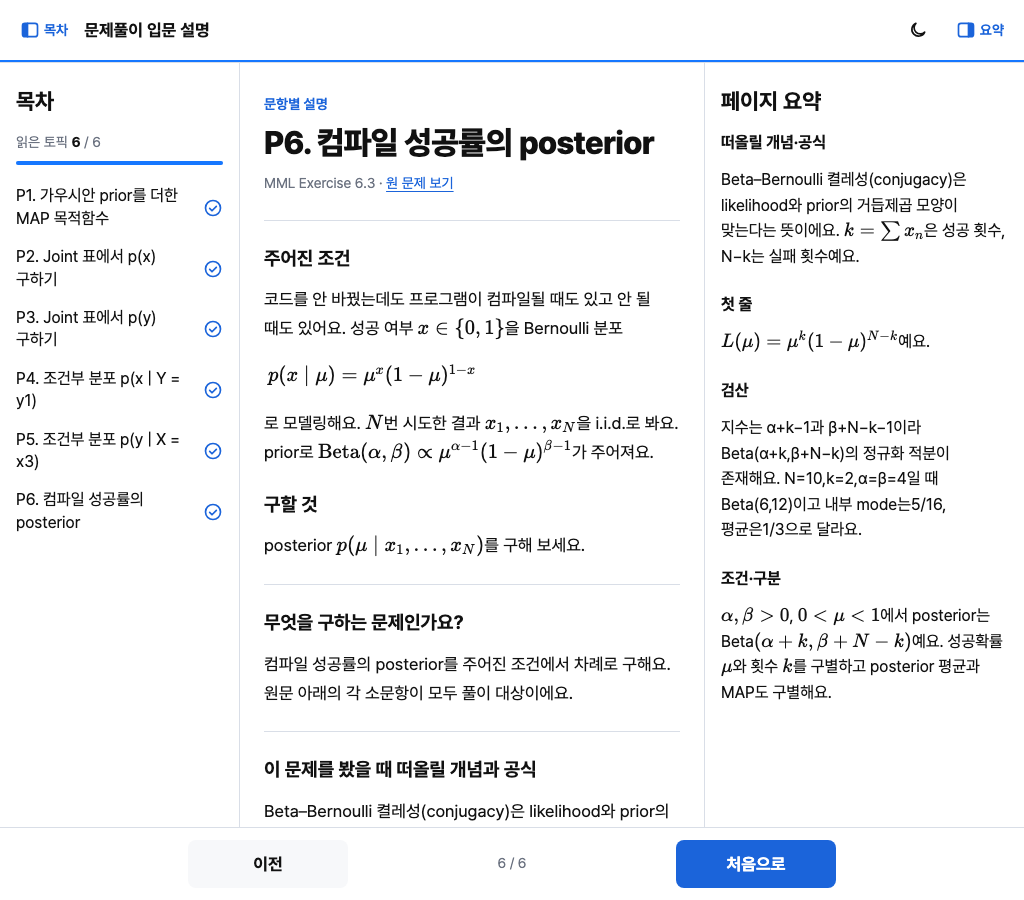 목차
문제풀이 입문 설명
요약
목차
읽은 토픽 6 / 6
P1. 가우시안 prior를 더한
MAP 목적함수
P2. Joint 표에서 p(x)
구하기
P3. Joint 표에서 p(y)
구하기
P4. 조건부 분포 p(x | Y =
y1)
P5. 조건부 분포 p(y | X =
x3)
P6. 컴파일 성공률의
posterior
문항별 설명
P6. 컴파일 성공률의 posterior
MML Exercise 6.3 · 원 문제 보기
주어진 조건
코드를 안 바꿨는데도 프로그램이 컴파일될 때도 있고 안 될
때도 있어요. 성공 여부 x ∈ {0, 1}을 Bernoulli 분포
p(x | μ) = μ^x(1 − μ)^{1−x}
로 모델링해요. N번 시도한 결과 x_1, . . . , x_N을 i.i.d.로 봐요.
prior로 Beta(α, β) ∝ μ^{α−1}(1 − μ)^{β−1}가 주어져요.
구할 것
posterior p(μ | x_1, . . . , x_N)를 구해 보세요.
무엇을 구하는 문제인가요?
컴파일 성공률의 posterior를 주어진 조건에서 차례로 구해요.
원문 아래의 각 소문항이 모두 풀이 대상이에요.
이 문제를 봤을 때 떠올릴 개념과 공식
Beta–Bernoulli 켤레성(conjugacy)은 likelihood와 prior의
페이지 요약
떠올릴 개념·공식
Beta–Bernoulli 켤레성(conjugacy)은
likelihood와 prior의 거듭제곱 모양이
맞는다는 뜻이에요. k = ∑ x_n은 성공 횟수,
N−k는 실패 횟수예요.
첫 줄
L(μ) = μ^k(1 − μ)^{N−k}예요.
검산
지수는 α+k−1과 β+N−k−1이라
Beta(α+k,β+N−k)의 정규화 적분이
존재해요. N=10,k=2,α=β=4일 때
Beta(6,12)이고 내부 mode는5/16,
평균은1/3으로 달라요.
조건·구분
α, β > 0, 0 < μ < 1에서 posterior는
Beta(α + k, β + N − k)예요. 성공확률
μ와 횟수 k를 구별하고 posterior 평균과
MAP도 구별해요.
이전
6 / 6
처음으로